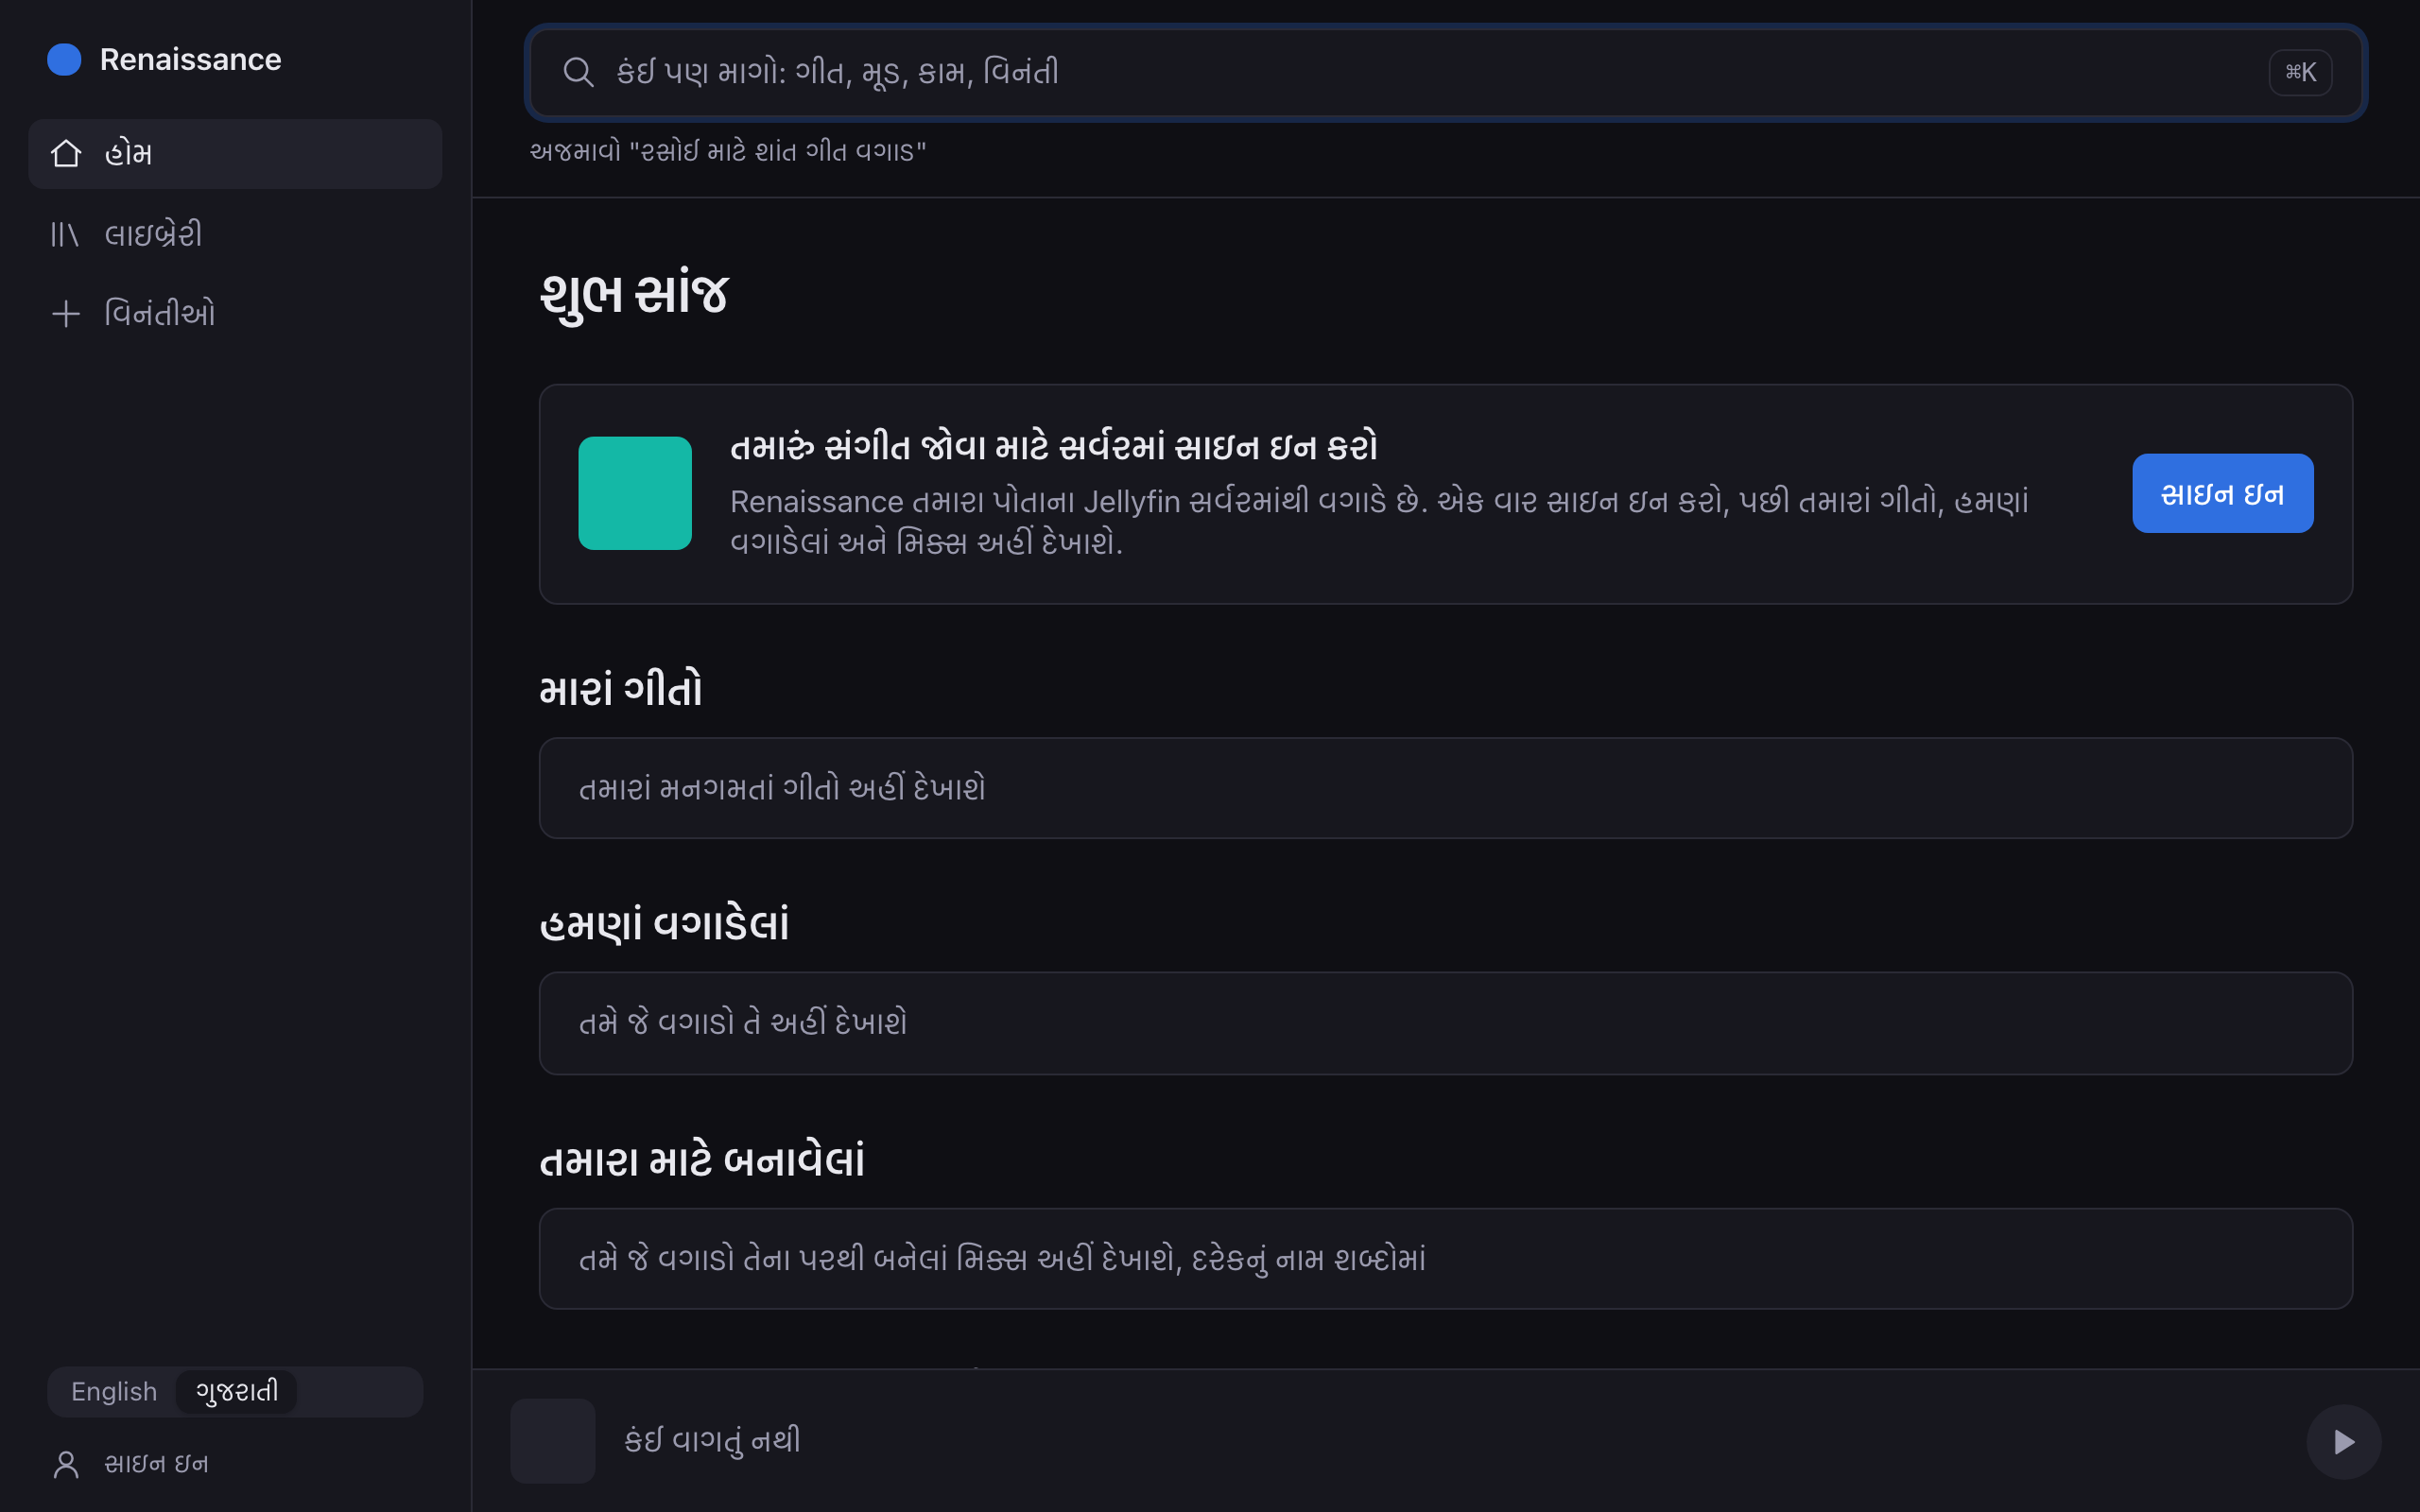 Renaissance
હોમ
લાઇબ્રેરી
વિનંતીઓ
English ગુજરાતી
સાઇન ઇન
કંઈ પણ માગો: ગીત, મૂડ, કામ, વિનંતી ⌘K
અજમાવો "રસોઈ માટે શાંત ગીત વગાડ"
શુભ સાંજ
તમારું સંગીત જોવા માટે સર્વરમાં સાઇન ઇન કરો
Renaissance તમારા પોતાના Jellyfin સર્વરમાંથી વગાડે છે. એક વાર સાઇન ઇન કરો, પછી તમારાં ગીતો, હમણાં
વગાડેલાં અને મિક્સ અહીં દેખાશે.
સાઇન ઇન
મારાં ગીતો
તમારાં મનગમતાં ગીતો અહીં દેખાશે
હમણાં વગાડેલાં
તમે જે વગાડો તે અહીં દેખાશે
તમારા માટે બનાવેલાં
તમે જે વગાડો તેના પરથી બનેલાં મિક્સ અહીં દેખાશે, દરેકનું નામ શબ્દોમાં
કંઈ વાગતું નથી